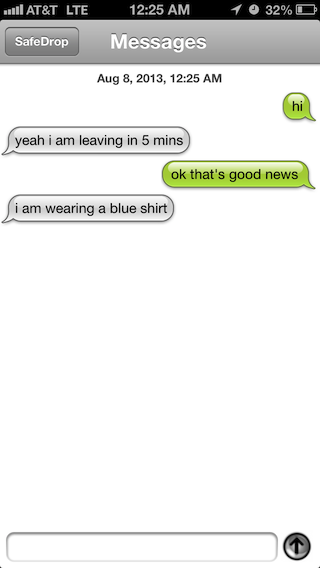 AT&T LTE 12:25 AM 32%
SafeDrop Messages
Aug 8, 2013, 12:25 AM
hi
yeah i am leaving in 5 mins
ok that's good news
i am wearing a blue shirt